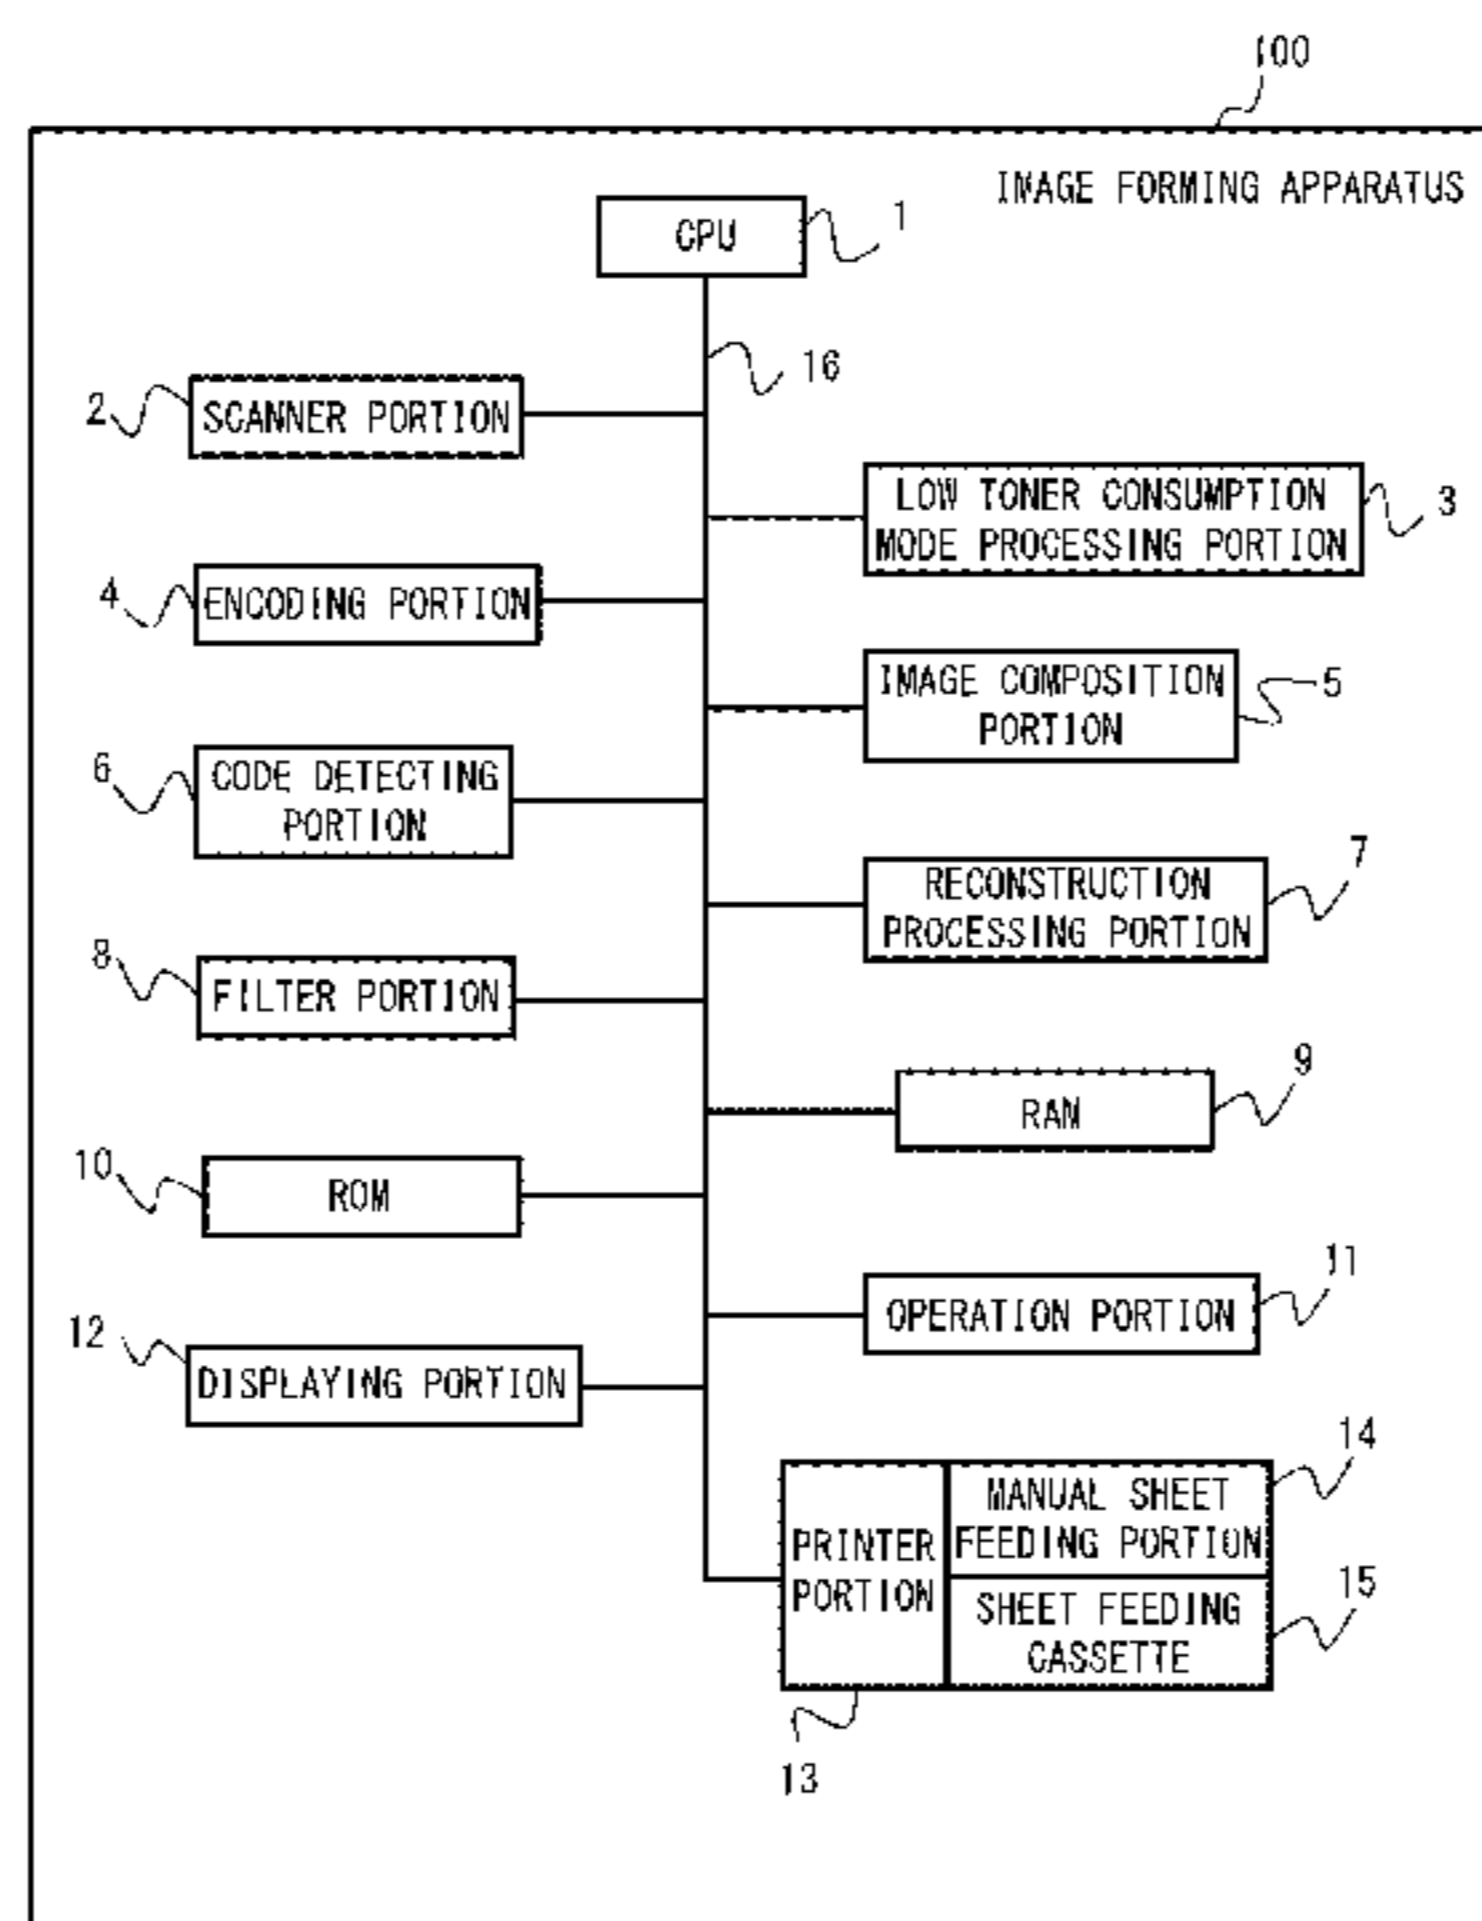 100
IMAGE FORMING APPARATUS
CPU
1
16
2
SCANNER PORTION
LOW TONER CONSUMPTION
MODE PROCESSING PORTION
3
4
ENCODING PORTION
IMAGE COMPOSITION
PORTION
5
6
CODE DETECTING
PORTION
RECONSTRUCTION
PROCESSING PORTION
7
8
FILTER PORTION
RAM
9
10
ROM
OPERATION PORTION
11
12
DISPLAYING PORTION
PRINTER
PORTION
MANUAL SHEET
FEEDING PORTION
14
SHEET FEEDING
CASSETTE
15
13